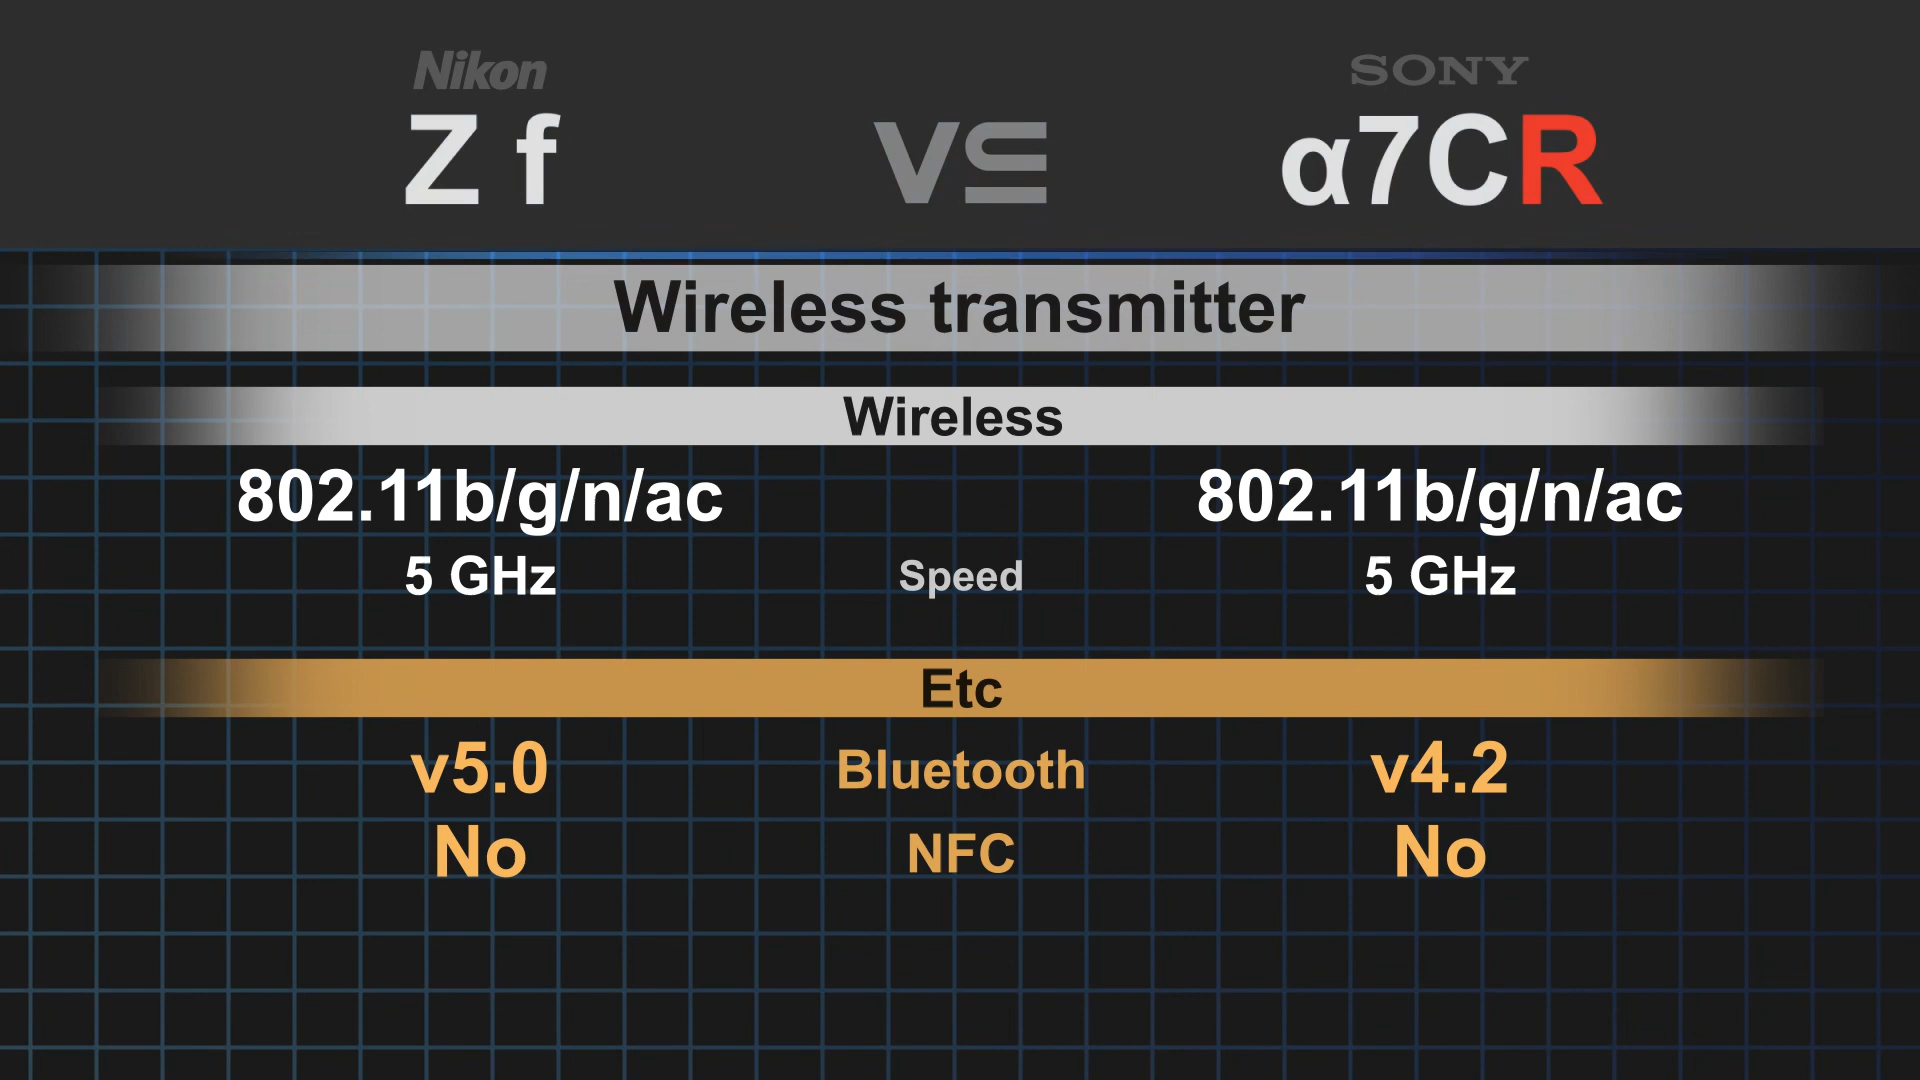 Nikon
SONY
Z f
VS
α7CR
Wireless transmitter
Wireless
802.11b/g/n/ac
802.11b/g/n/ac
5 GHz
Speed
5 GHz
Etc
v5.0
Bluetooth
v4.2
No
NFC
No